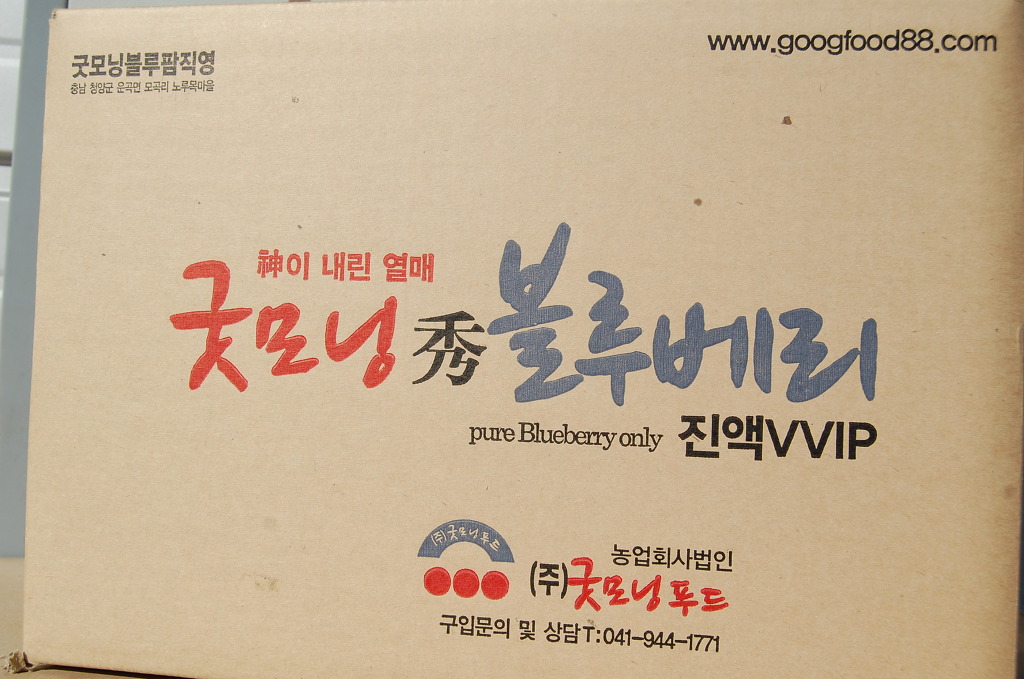 www.googfood88.com
굿모닝블루팜직영
충남 청양군 운곡면 모곡리 노루목마을
神이 내린 열매
굿모닝 秀 블루베리
pure Blueberry only 진액VVIP
(주)굿모닝푸드
농업회사법인
(주)굿모닝푸드
구입문의 및 상담 T:041-944-1771